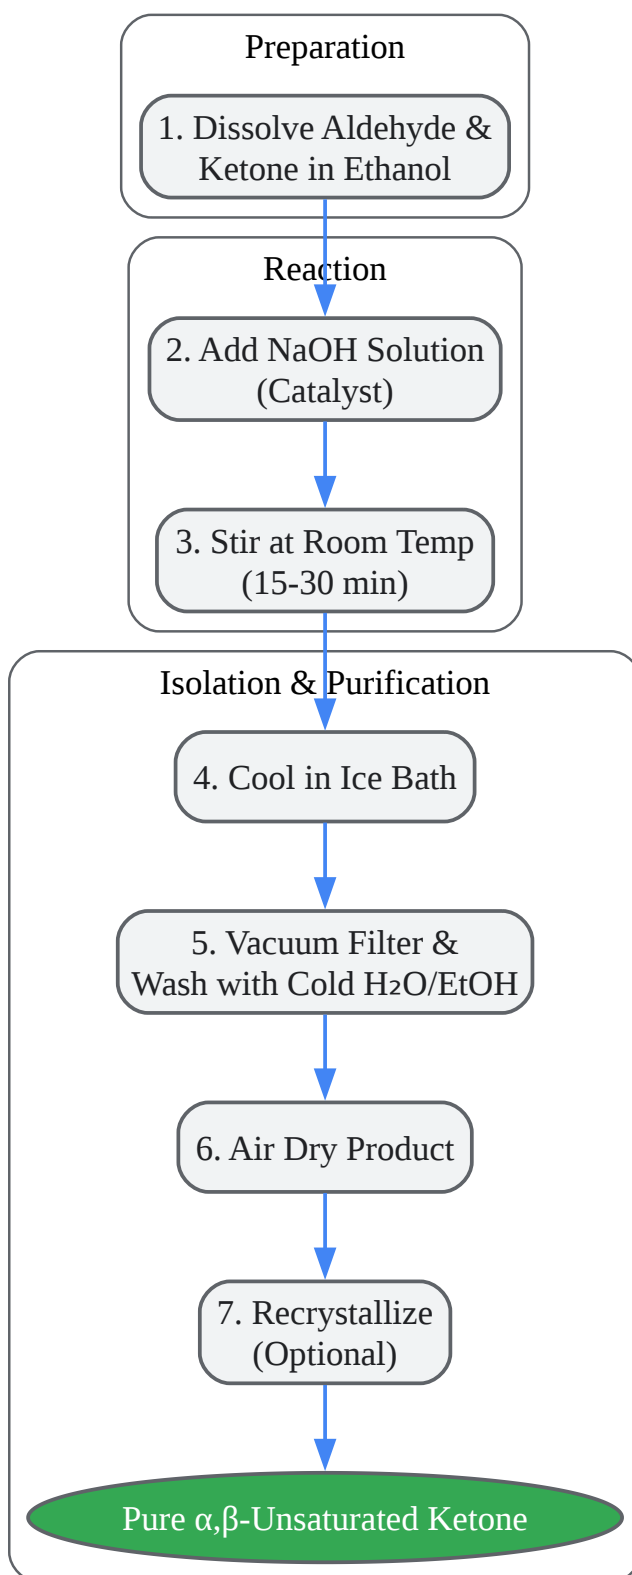 Preparation
1. Dissolve Aldehyde &
Ketone in Ethanol
Reaction
2. Add NaOH Solution
(Catalyst)
3. Stir at Room Temp
(15-30 min)
Isolation & Purification
4. Cool in Ice Bath
5. Vacuum Filter &
Wash with Cold H₂O/EtOH
6. Air Dry Product
7. Recrystallize
(Optional)
Pure α,β-Unsaturated Ketone